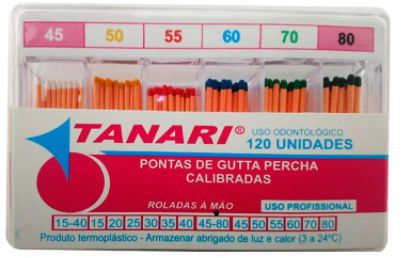 45 50 55 60 70 80
TANARI®
USO ODONTOLÓGICO
120 UNIDADES
PONTAS DE GUTTA PERCHA
CALIBRADAS
ROLADAS À MÃO
USO PROFISSIONAL
15-40 15 20 25 30 35 40 45-80 45 50 55 60 70 80
Produto termoplástico - Armazenar abrigado de luz e calor (3 a 24°C)